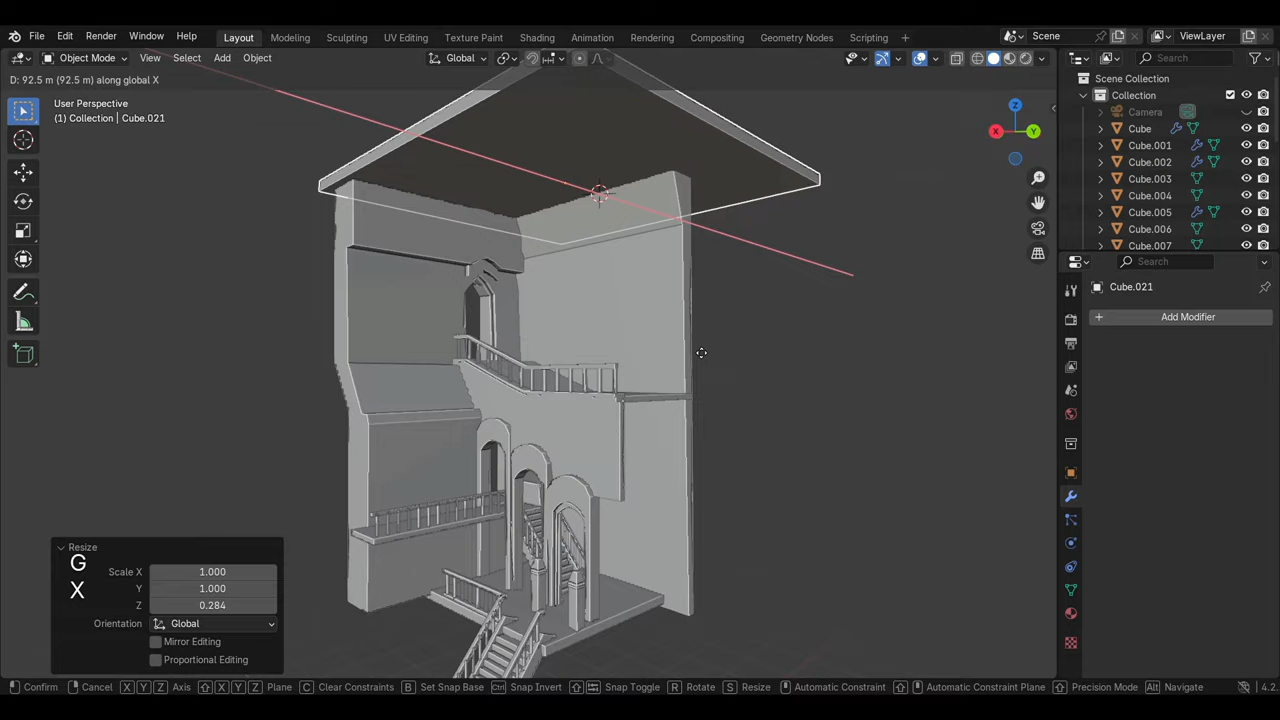 File Edit Render Window Help Layout Modeling Sculpting UV Editing Texture Paint Shading Animation Rendering Compositing Geometry Nodes Scripting + Scene ViewLayer
Object Mode View Select Add Object Global Search
D: 92.5 m (92.5 m) along global X
User Perspective
(1) Collection | Cube.021
Z
X Y
Scene Collection
Collection
Camera
Cube
Cube.001
Cube.002
Cube.003
Cube.004
Cube.005
Cube.006
Cube.007
Search
Cube.021
+ Add Modifier
Resize
Scale X 1.000
Y 1.000
Z 0.284
Orientation Global
Mirror Editing
Proportional Editing
G
X
Confirm Cancel X Y Z Axis X Y Z Plane C Clear Constraints B Set Snap Base Ctrl Snap Invert Snap Toggle R Rotate S Resize Automatic Constraint Automatic Constraint Plane Precision Mode Alt Navigate 4.2.